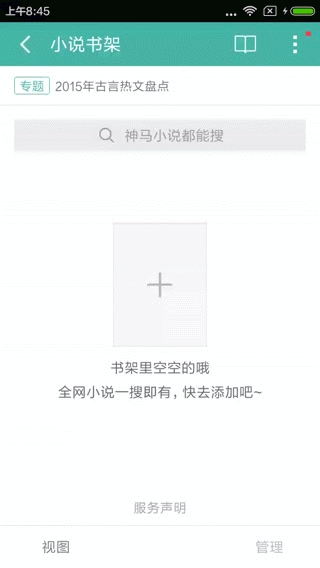 上午8:45
小说书架
专题 2015年古言热文盘点
神马小说都能搜
书架里空空的哦
全网小说一搜即有，快去添加吧~
服务声明
视图 管理